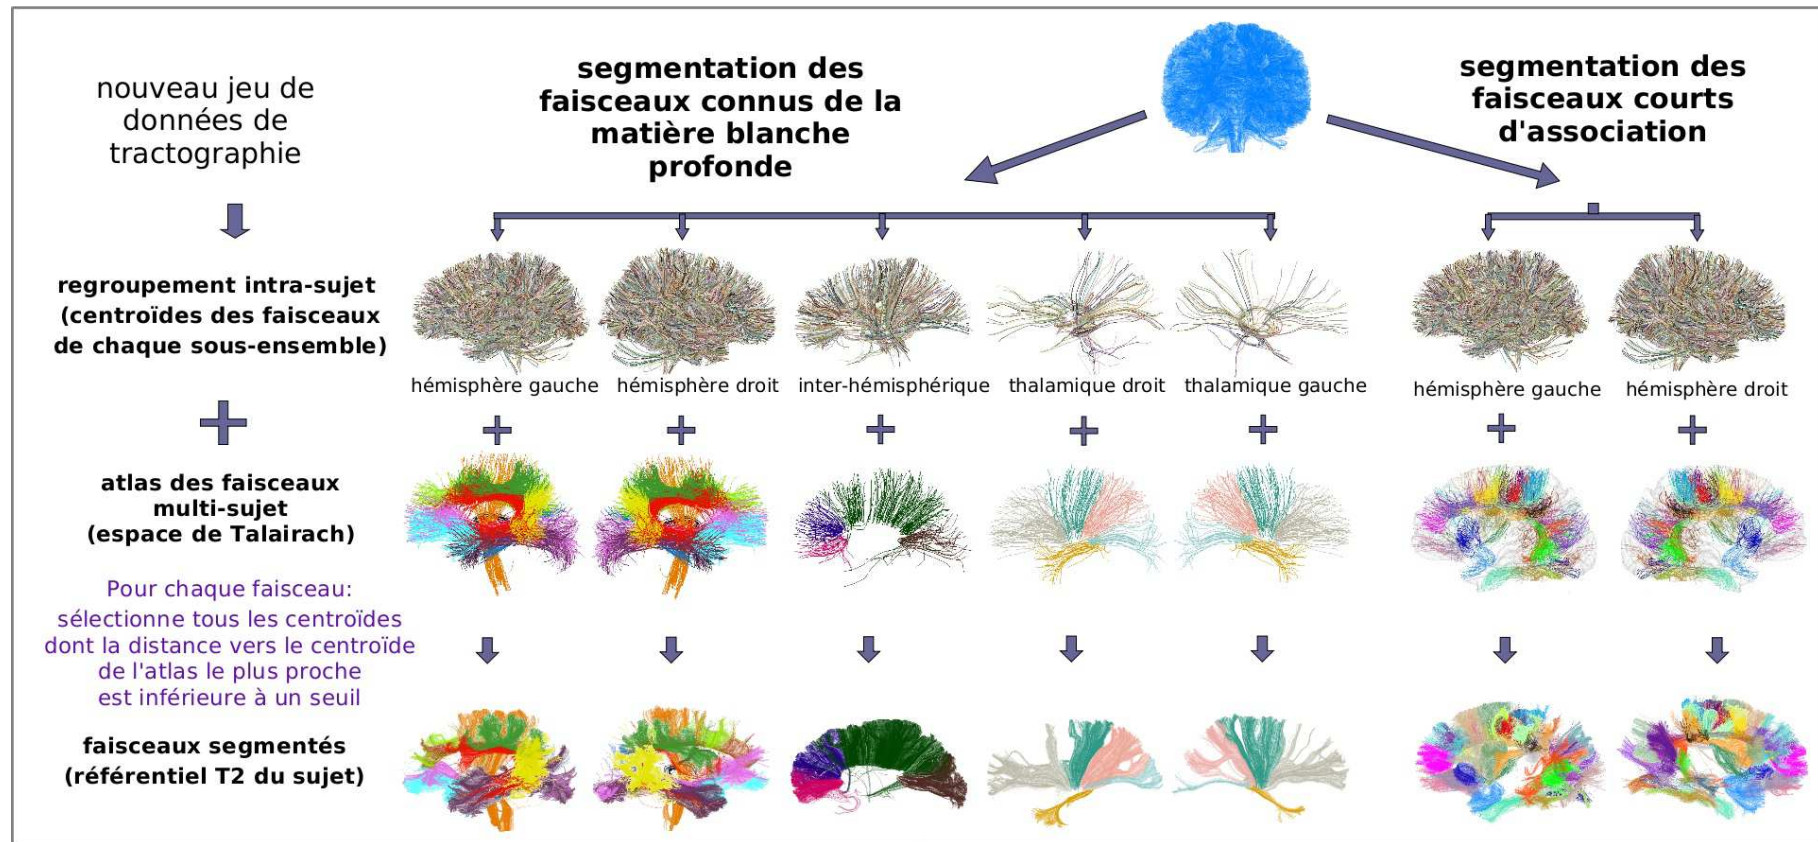 nouveau jeu de
données de
tractographie
segmentation des
faisceaux connus de la
matière blanche
profonde
segmentation des
faisceaux courts
d'association
regroupement intra-sujet
(centroïdes des faisceaux
de chaque sous-ensemble)
hémisphère gauche
hémisphère droit
inter-hémisphérique
thalamique droit
thalamique gauche
hémisphère gauche
hémisphère droit
atlas des faisceaux
multi-sujet
(espace de Talairach)
Pour chaque faisceau:
sélectionne tous les centroïdes
dont la distance vers le centroïde
de l'atlas le plus proche
est inférieure à un seuil
faisceaux segmentés
(référentiel T2 du sujet)